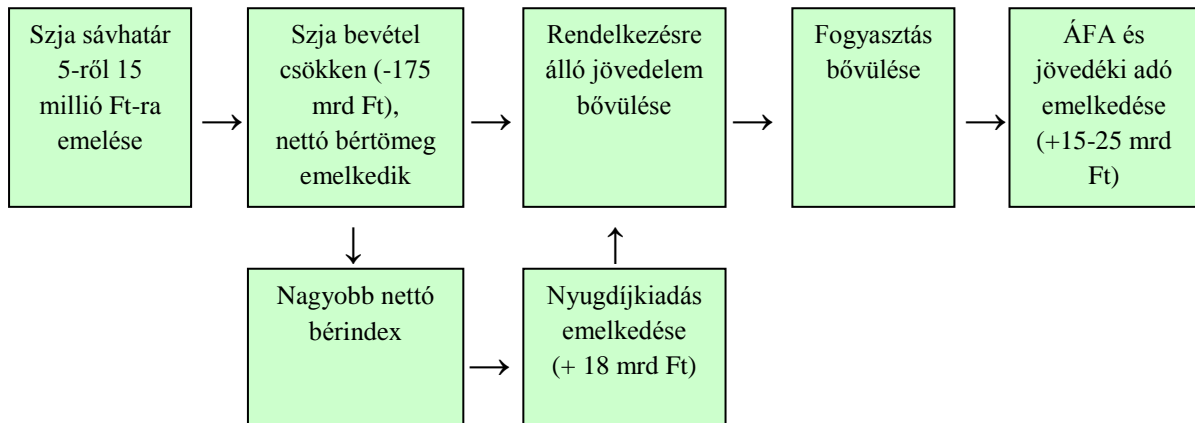 Szja sávhatár
5-ről 15
millió Ft-ra
emelése
→
Szja bevétel
csökken (-175
mrd Ft),
nettó bértömeg
emelkedik
→
Rendelkezésre
álló jövedelem
bővülése
→
Fogyasztás
bővülése
→
ÁFA és
jövedéki adó
emelkedése
(+15-25 mrd
Ft)
↓
↑
Nagyobb nettó
bérindex
→
Nyugdíjkiadás
emelkedése
(+ 18 mrd Ft)